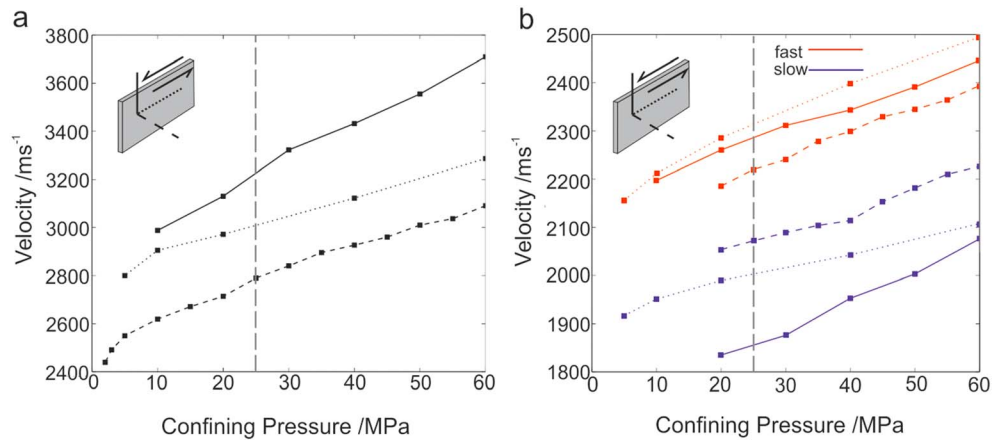 a
3800
3600
3400
3200
3000
2800
2600
2400
Velocity /ms⁻¹
0 10 20 30 40 50 60
Confining Pressure /MPa
b
2500
2400
2300
2200
2100
2000
1900
1800
Velocity /ms⁻¹
fast
slow
0 10 20 30 40 50 60
Confining Pressure /MPa